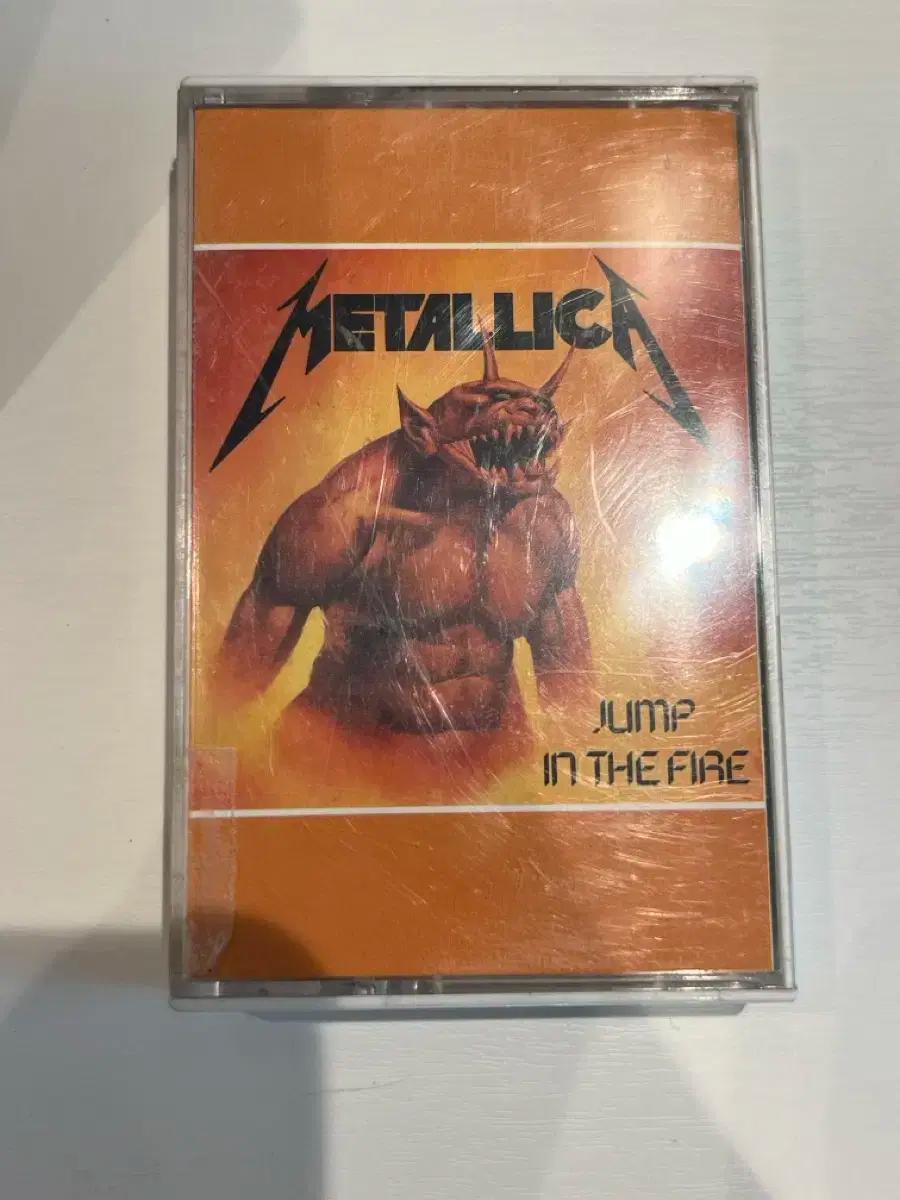 METALLICA
JUMP
IN THE FIRE